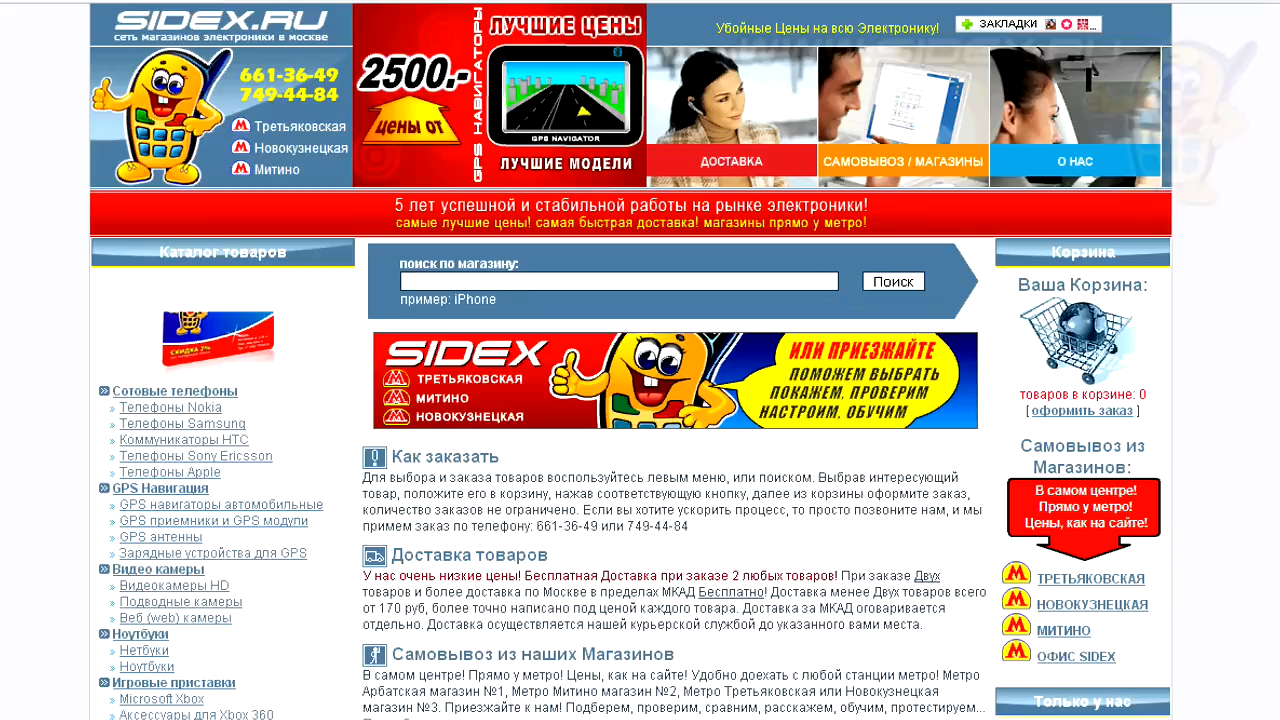 SIDEX.RU
сеть магазинов электроники в москве
661-36-49
749-44-84
Третьяковская
Новокузнецкая
Митино
2500,-
цены от
GPS НАВИГАТОРЫ
ЛУЧШИЕ ЦЕНЫ
GPS NAVIGATOR
ЛУЧШИЕ МОДЕЛИ
Убойные Цены на всю Электронику!
ЗАКЛАДКИ
ДОСТАВКА
САМОВЫВОЗ / МАГАЗИНЫ
О НАС
5 лет успешной и стабильной работы на рынке электроники!
самые лучшие цены! самая быстрая доставка! магазины прямо у метро!
Каталог товаров
СКИДКА 3%
Сотовые телефоны
Телефоны Nokia
Телефоны Samsung
Коммуникаторы HTC
Телефоны Sony Ericsson
Телефоны Apple
GPS Навигация
GPS навигаторы автомобильные
GPS приемники и GPS модули
GPS антенны
Зарядные устройства для GPS
Видео камеры
Видеокамеры HD
Подводные камеры
Веб (web) камеры
Ноутбуки
Нетбуки
Ноутбуки
Игровые приставки
Microsoft Xbox
Аксессуары для Xbox 360
поиск по магазину:
Поиск
пример: iPhone
SIDEX
ТРЕТЬЯКОВСКАЯ
МИТИНО
НОВОКУЗНЕЦКАЯ
ИЛИ ПРИЕЗЖАЙТЕ
ПОМОЖЕМ ВЫБРАТЬ
ПОКАЖЕМ, ПРОВЕРИМ
НАСТРОИМ, ОБУЧИМ
Как заказать
Для выбора и заказа товаров воспользуйтесь левым меню, или поиском. Выбрав интересующий
товар, положите его в корзину, нажав соответствующую кнопку, далее из корзины оформите заказ,
количество заказов не ограничено. Если вы хотите ускорить процесс, то просто позвоните нам, и мы
примем заказ по телефону: 661-36-49 или 749-44-84
Доставка товаров
У нас очень низкие цены! Бесплатная Доставка при заказе 2 любых товаров! При заказе Двух
товаров и более доставка по Москве в пределах МКАД Бесплатно! Доставка менее Двух товаров всего
от 170 руб, более точно написано под ценой каждого товара. Доставка за МКАД оговаривается
отдельно. Доставка осуществляется нашей курьерской службой до указанного вами места.
Самовывоз из наших Магазинов
В самом центре! Прямо у метро! Цены, как на сайте! Удобно доехать с любой станции метро! Метро
Арбатская магазин №1, Метро Митино магазин №2, Метро Третьяковская или Новокузнецкая
магазин №3. Приезжайте к нам! Подберем, проверим, сравним, расскажем, обучим, протестируем...
Корзина
Ваша Корзина:
товаров в корзине: 0
[ оформить заказ ]
Самовывоз из
Магазинов:
В самом центре!
Прямо у метро!
Цены, как на сайте!
ТРЕТЬЯКОВСКАЯ
НОВОКУЗНЕЦКАЯ
МИТИНО
ОФИС SIDEX
Только у нас